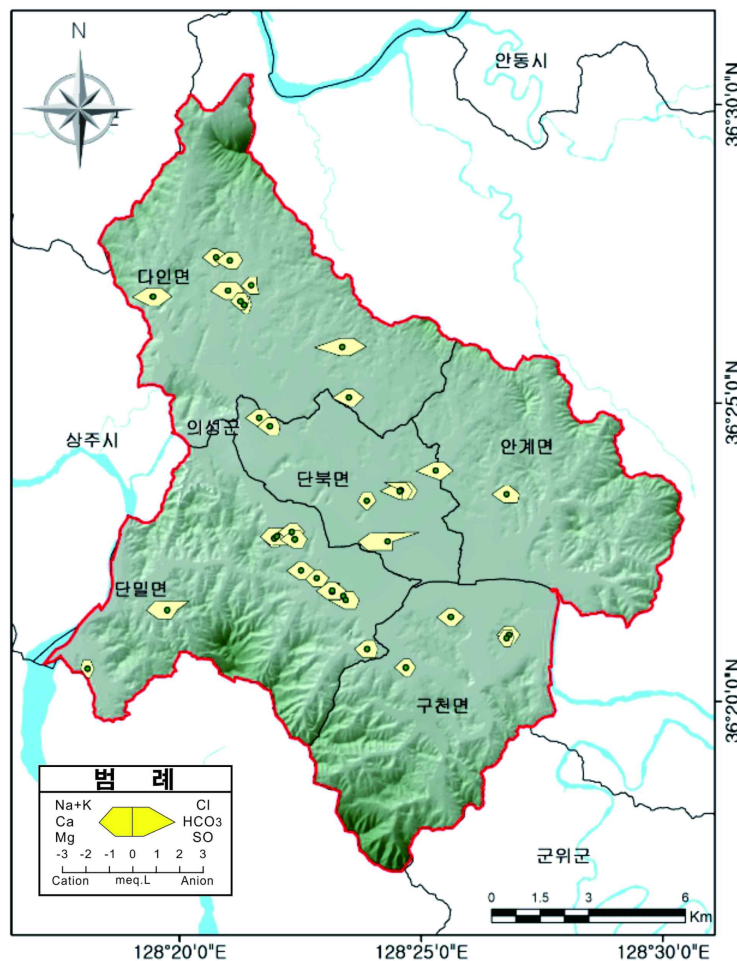 N
안동시
36°30'0"N
다인면
36°25'0"N
상주시
의성군
안계면
단북면
단밀면
구천면
36°20'0"N
범 례
Na+K Cl
Ca HCO3
Mg SO
-3 -2 -1 0 1 2 3
Cation meq.L Anion
군위군
0 1.5 3 6
Km
128°20'0"E 128°25'0"E 128°30'0"E